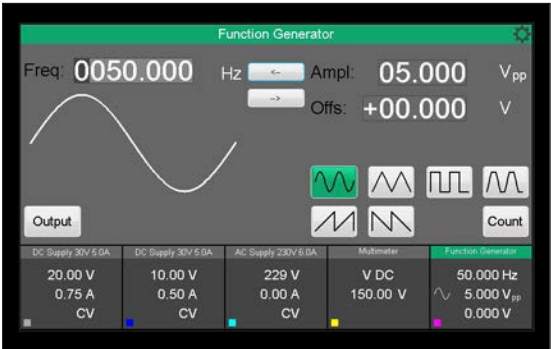 Function Generator
Freq: 0050.000 Hz <-- Ampl: 05.000 Vpp
--> Offs: +00.000 V
Output Count
DC Supply 30V 5.0A DC Supply 30V 5.0A AC Supply 230V 6.0A Multimeter Function Generator
20.00 V 10.00 V 229 V V DC 50.000 Hz
0.75 A 0.50 A 0.00 A 150.00 V 5.000 Vpp
CV CV CV 0.000 V